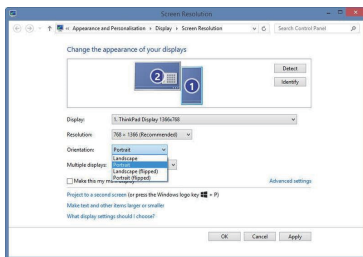 Screen Resolution
« Appearance and Personalisation › Display › Screen Resolution
Search Control Panel
Change the appearance of your displays
2
1
Detect
Identify
Display:
1. ThinkPad Display 1366x768
Resolution:
768 × 1366 (Recommended)
Orientation:
Portrait
Landscape
Portrait
Landscape (flipped)
Portrait (flipped)
Multiple displays:
Make this my
Advanced settings
Project to a second screen (or press the Windows logo key + P)
Make text and other items larger or smaller
What display settings should I choose?
OK
Cancel
Apply